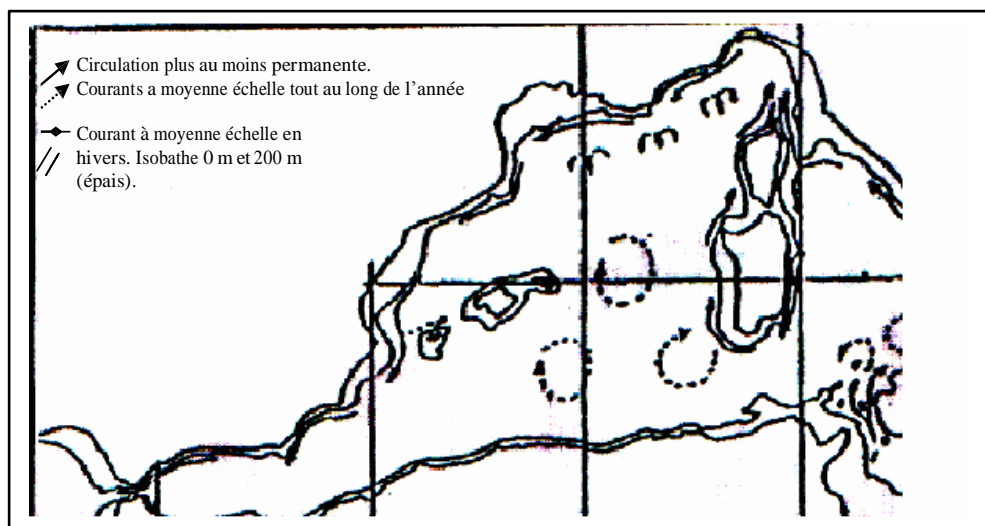 Circulation plus au moins permanente.
Courants a moyenne échelle tout au long de l'année
Courant à moyenne échelle en
hivers. Isobathe 0 m et 200 m
(épais).